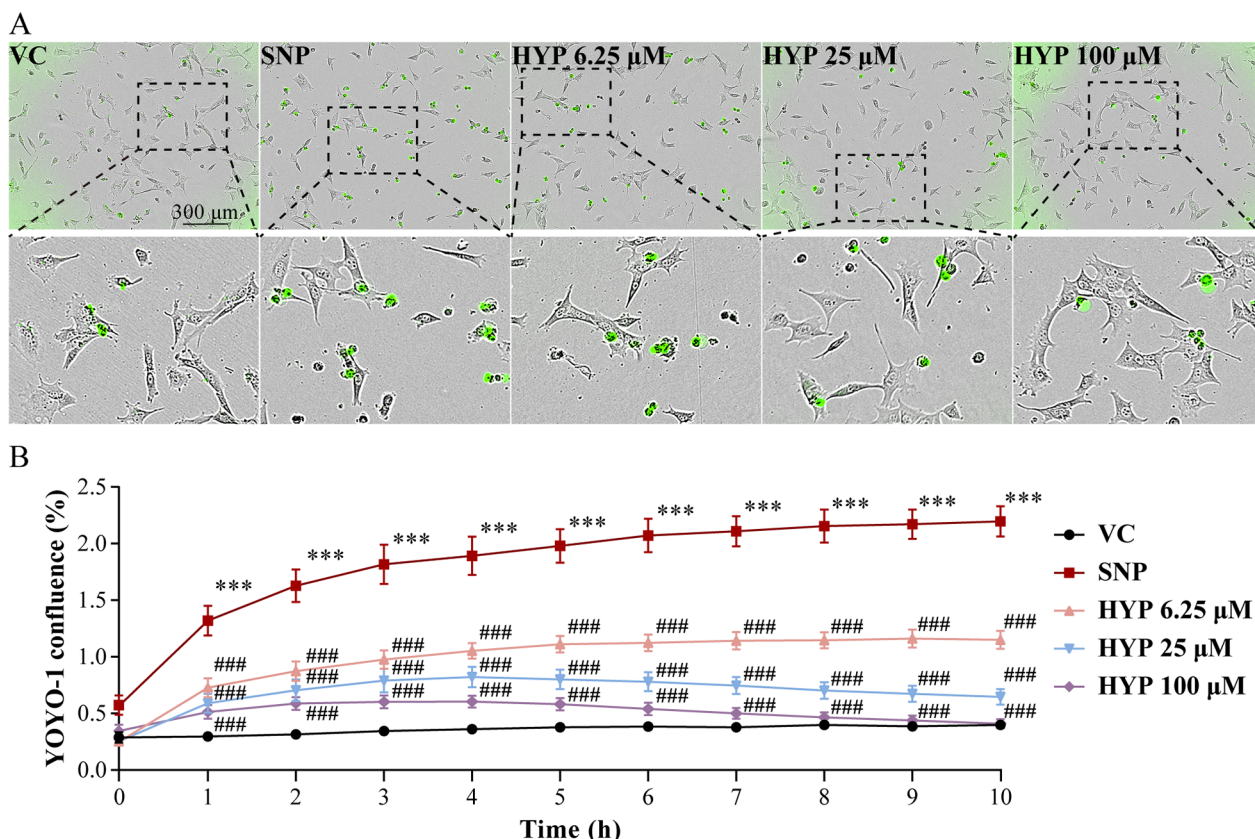 A
VC SNP HYP 6.25 μM HYP 25 μM HYP 100 μM
300 μm
B
YOYO-1 confluence (%)
2.5
2.0
1.5
1.0
0.5
0.0
*** *** *** *** *** *** *** *** *** ***
### ### ### ### ### ### ### ### ### ###
### ### ### ### ### ### ### ### ### ###
### ### ### ### ### ### ### ### ### ###
0 1 2 3 4 5 6 7 8 9 10
Time (h)
VC
SNP
HYP 6.25 μM
HYP 25 μM
HYP 100 μM